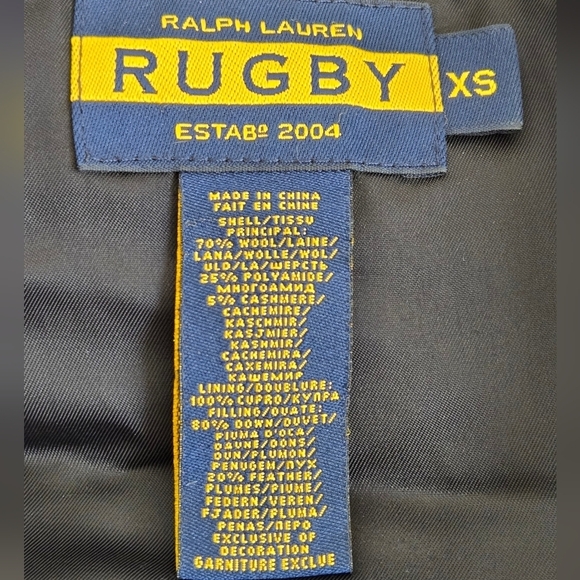 RALPH LAUREN
RUGBY
ESTABº 2004
XS
MADE IN CHINA
FAIT EN CHINE
SHELL/TISSU
PRINCIPAL:
70% WOOL/LAINE/
LANA/WOLLE/WOL/
ULD/LA/ШЕРСТЬ
25% POLYAMIDE/
МНОГОАМИД
5% CASHMERE/
CACHEMIRE/
KASCHMIR/
KASJMIER/
KASHMIR/
CACHEMIRA/
CAXEMIRA/
КАШЕМИР
LINING/DOUBLURE:
100% CUPRO/КУПРА
FILLING/OUATE:
80% DOWN/DUVET/
PIUMA D'OCA/
DAUNE/DONS/
DUN/PLUMON/
PENUGEM/ПУХ
20% FEATHER/
PLUMES/PIUME/
FEDERN/VEREN/
FJADER/PLUMA/
PENAS/ПЕРО
EXCLUSIVE OF
DECORATION
GARNITURE EXCLUE